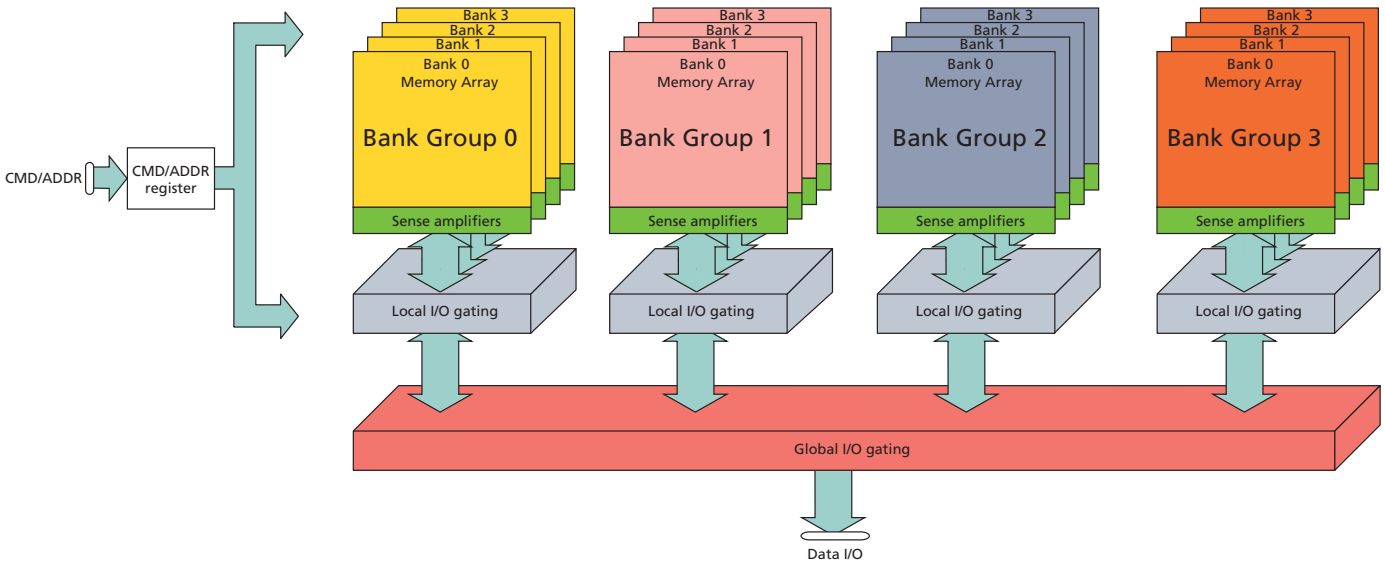 Bank 3
Bank 2
Bank 1
Bank 0
Memory Array
Bank Group 0
Sense amplifiers
Local I/O gating
Bank 3
Bank 2
Bank 1
Bank 0
Memory Array
Bank Group 1
Sense amplifiers
Local I/O gating
Bank 3
Bank 2
Bank 1
Bank 0
Memory Array
Bank Group 2
Sense amplifiers
Local I/O gating
Bank 3
Bank 2
Bank 1
Bank 0
Memory Array
Bank Group 3
Sense amplifiers
Local I/O gating
CMD/ADDR
CMD/ADDR
register
Global I/O gating
Data I/O